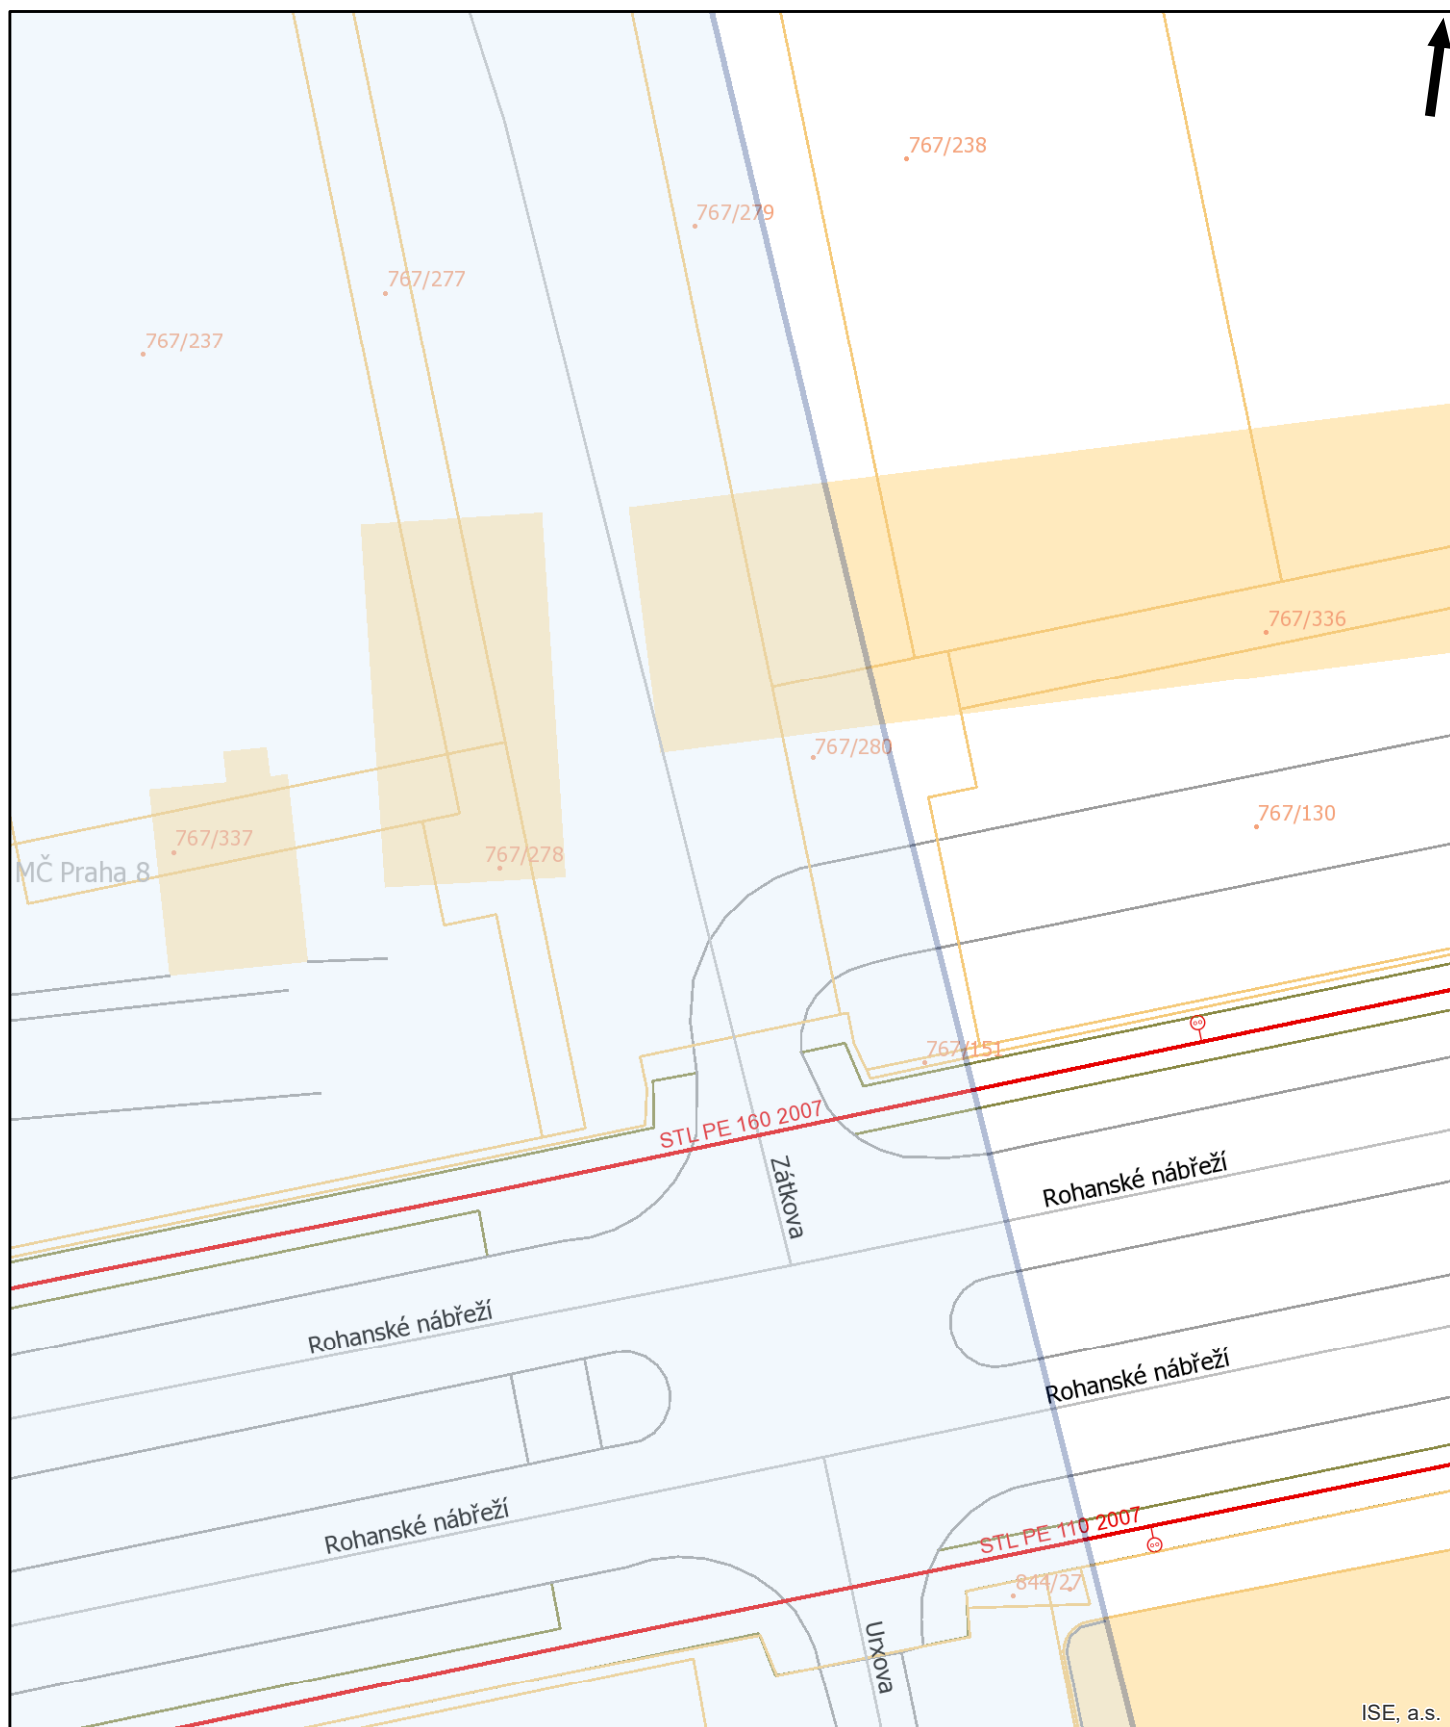 767/238
767/279
767/277
767/237
767/336
767/280
767/130
767/337
767/278
MČ Praha 8
767/151
STL PE 160 2007
Zátkova
Rohanské nábřeží
Rohanské nábřeží
Rohanské nábřeží
Rohanské nábřeží
STL PE 110 2007
844/27
Urxova
ISE, a.s.